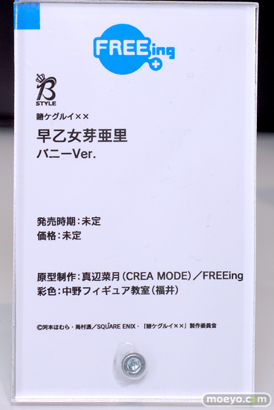 FREEing
B
STYLE
賭ケグルイ××
早乙女芽亜里
バニーVer.
発売時期：未定
価格：未定
原型制作：真辺菜月（CREA MODE）／FREEing
彩色：中野フィギュア教室（福井）
©河本ほむら・尚村透／SQUARE ENIX・「賭ケグルイ××」製作委員会
moeyo.com